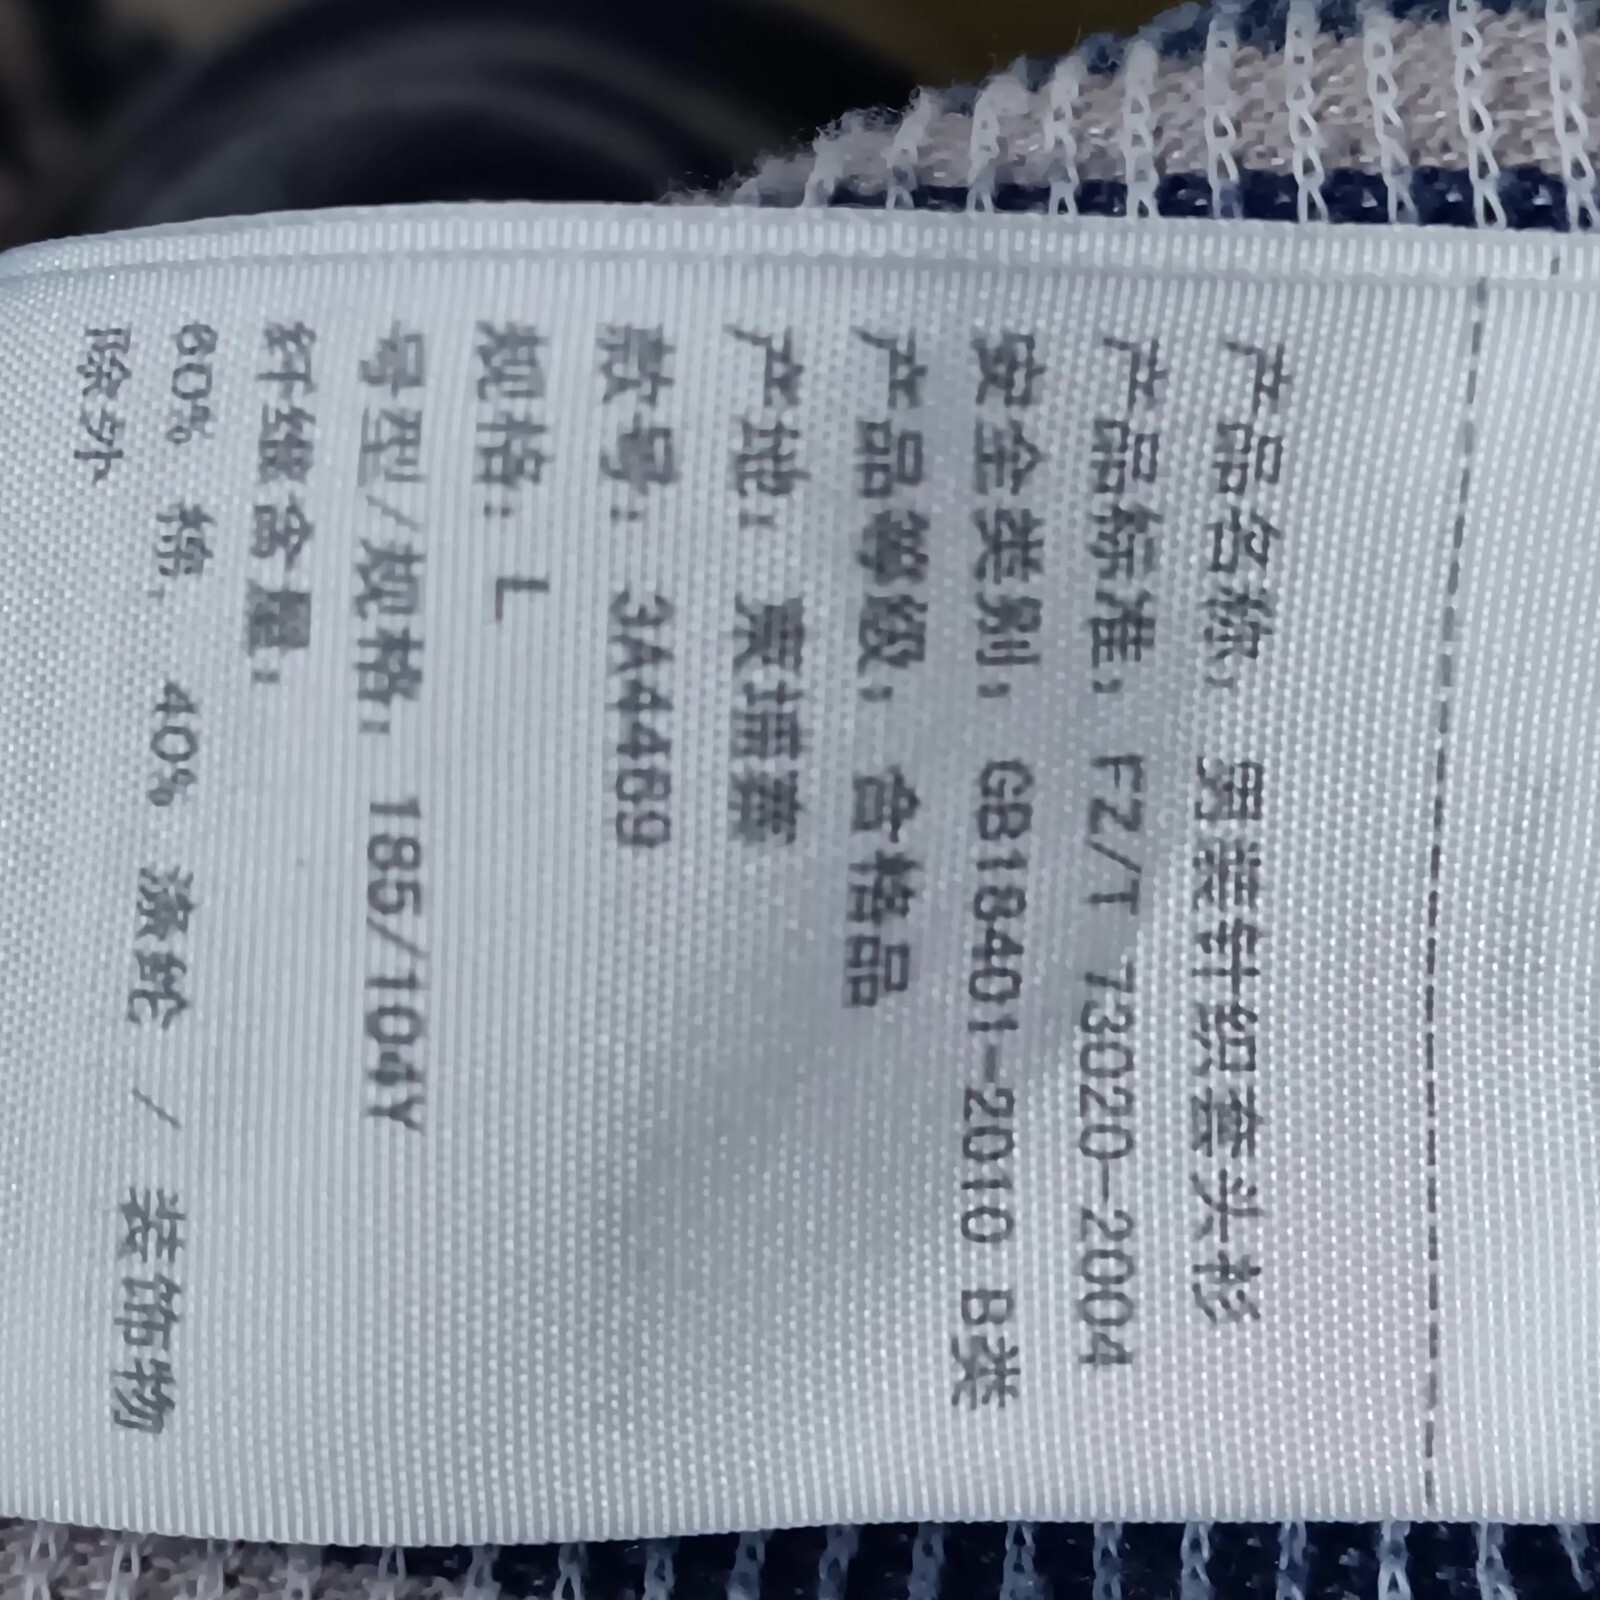 产品名称: 男装针织套头衫
产品标准: FZ/T 73020-2004
安全类别: GB18401-2010 B类
产品等级: 合格品
产地: 柬埔寨
款号: 3A4469
规格: L
号型/规格: 185/104Y
纤维含量:
60% 棉, 40% 涤纶 / 装饰物
除外